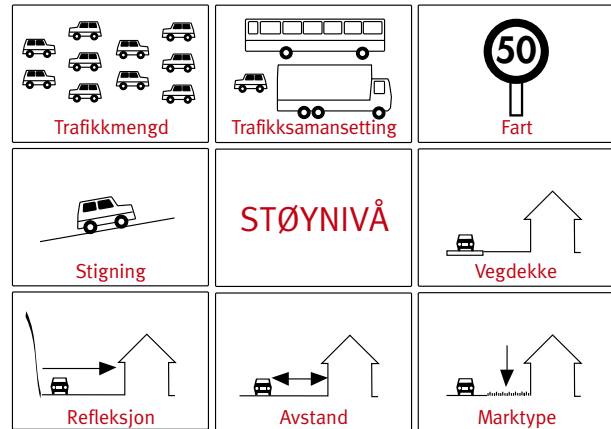 Trafikkmengd
Trafikksamansetting
50
Fart
Stigning
STØYNIVÅ
Vegdekke
Refleksjon
Avstand
Marktype